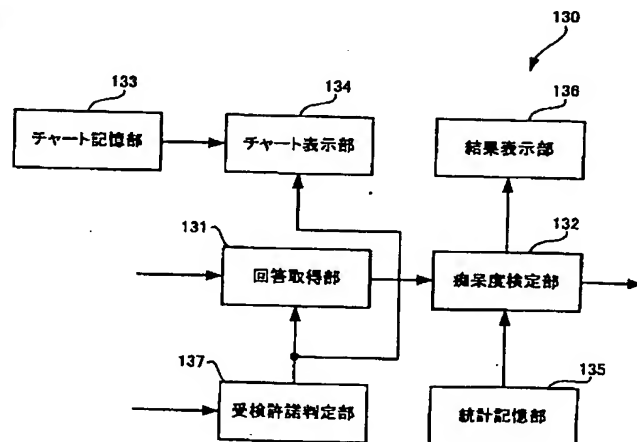 130
133
134
136
チャート記憶部
チャート表示部
結果表示部
131
132
回答取得部
痴呆度検定部
137
135
受検許諾判定部
統計記憶部